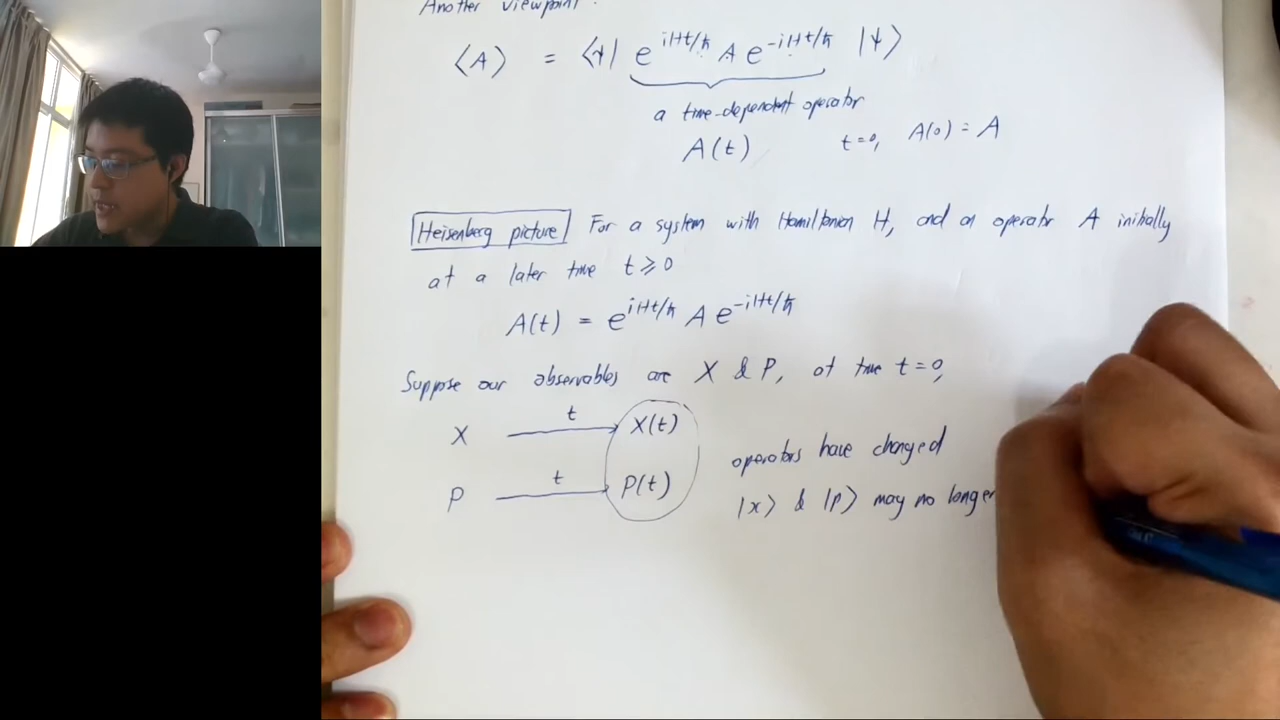 Another viewpoint:
⟨A⟩ = ⟨ψ| e^{iHt/ħ} A e^{-iHt/ħ} |ψ⟩
a time-dependent operator
A(t) t=0, A(0) = A
Heisenberg picture For a system with Hamiltonian H, and an operator A initially
at a later time t ≥ 0
A(t) = e^{iHt/ħ} A e^{-iHt/ħ}
Suppose our observables are X & P, at time t=0,
X t X(t)
operators have changed
P t P(t)
|x⟩ & |p⟩ may no longer